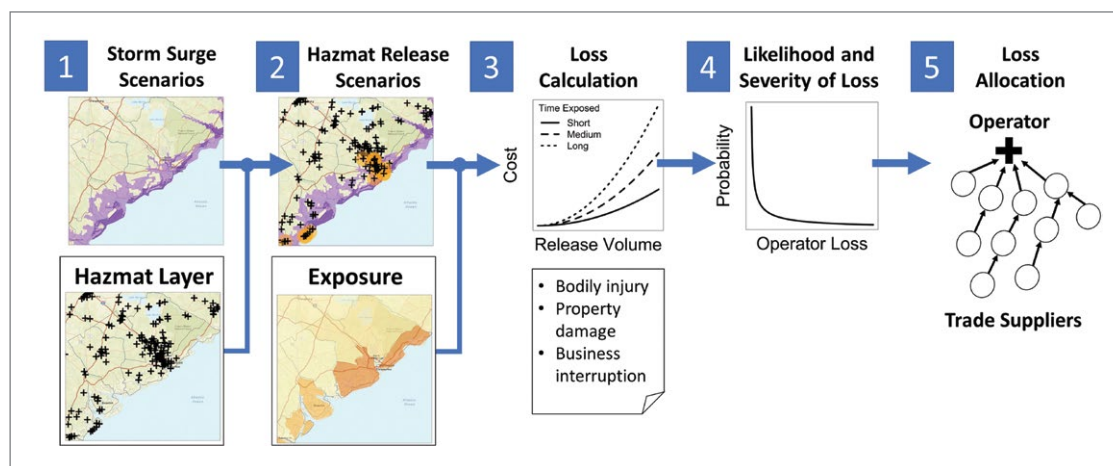 1
Storm Surge
Scenarios
2
Hazmat Release
Scenarios
3
Loss
Calculation
4
Likelihood and
Severity of Loss
5
Loss
Allocation
Time Exposed
Short
Medium
Long
Cost
Release Volume
Probability
Operator Loss
Operator
Trade Suppliers
Hazmat Layer
Exposure
• Bodily injury
• Property
damage
• Business
interruption